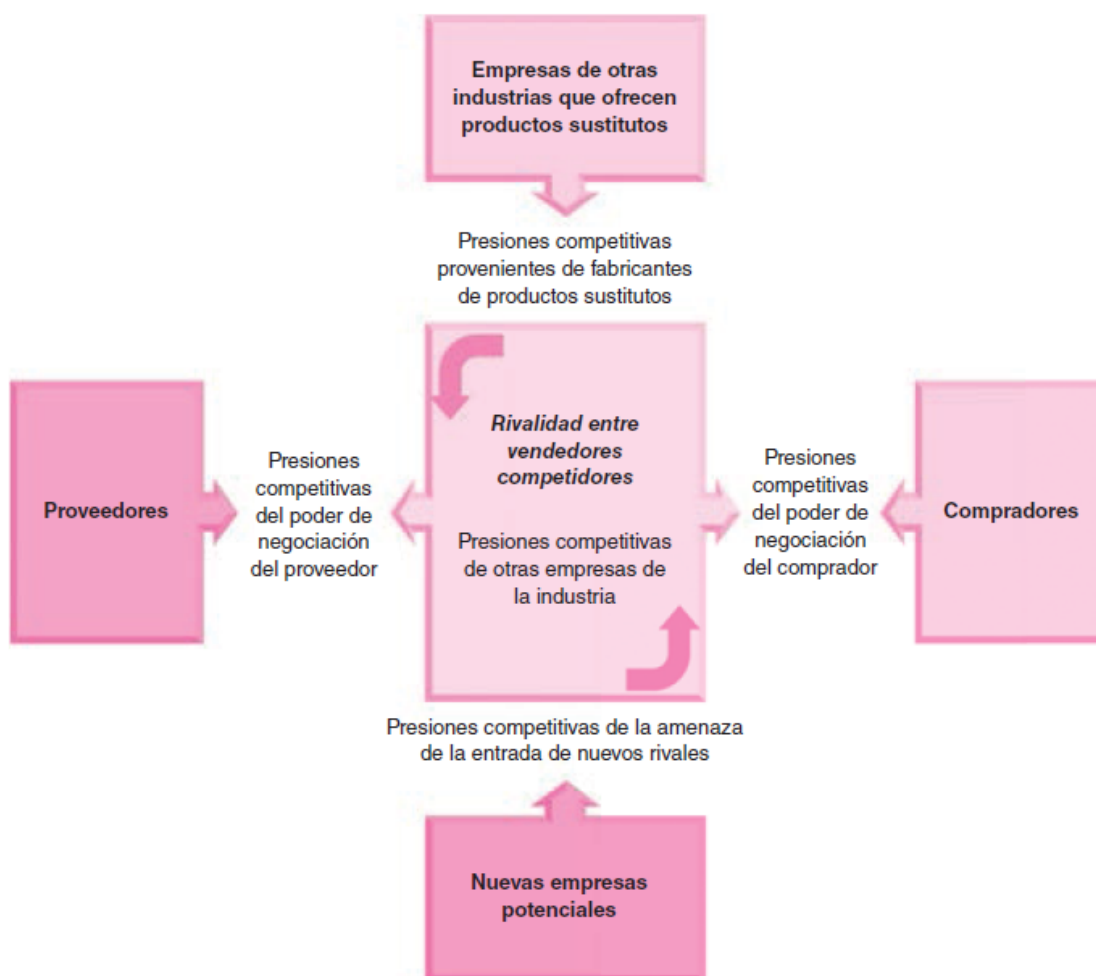 Empresas de otras
industrias que ofrecen
productos sustitutos
Presiones competitivas
provenientes de fabricantes
de productos sustitutos
Proveedores
Presiones
competitivas
del poder de
negociación
del proveedor
Rivalidad entre
vendedores
competidores
Presiones competitivas
de otras empresas de
la industria
Presiones
competitivas
del poder de
negociación
del comprador
Compradores
Presiones competitivas de la amenaza
de la entrada de nuevos rivales
Nuevas empresas
potenciales